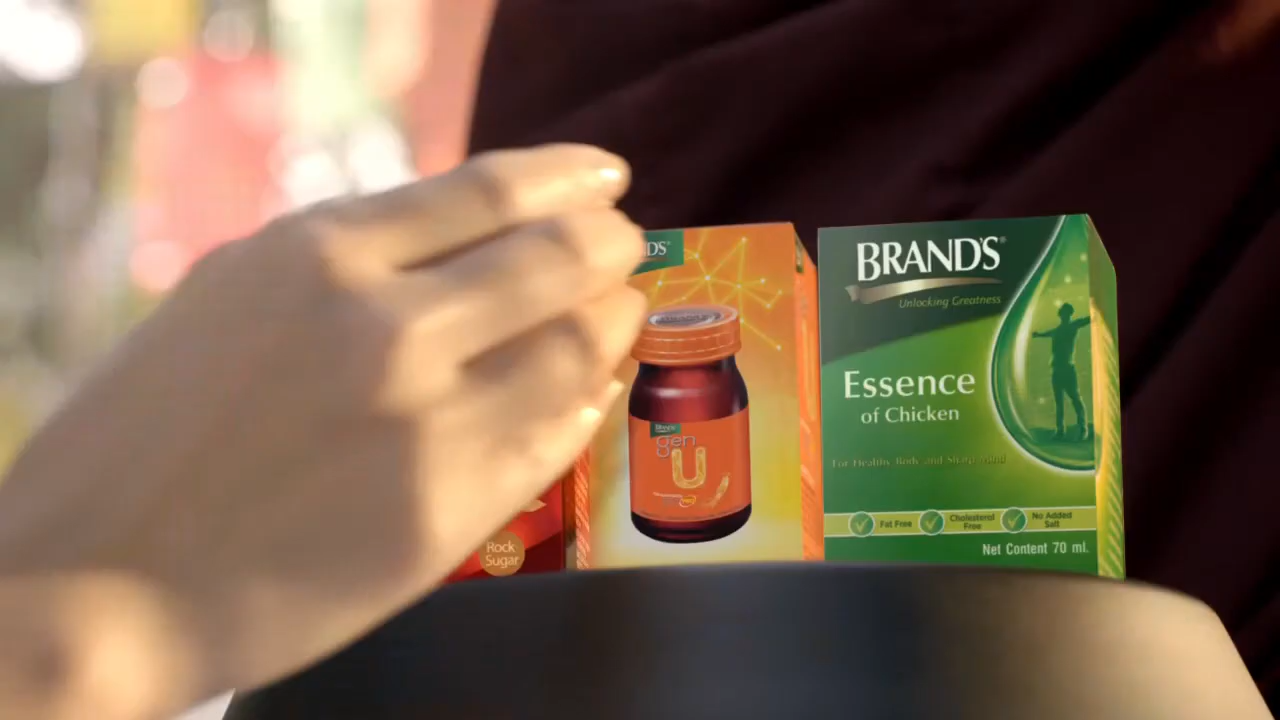 BRAND'S®
Unlocking Greatness
Essence
of Chicken
For Healthy Body and Sharp Mind
Fat Free
Cholesterol
Free
No Added
Salt
Net Content 70 ml.
ND'S®
gen
U
Rock
Sugar